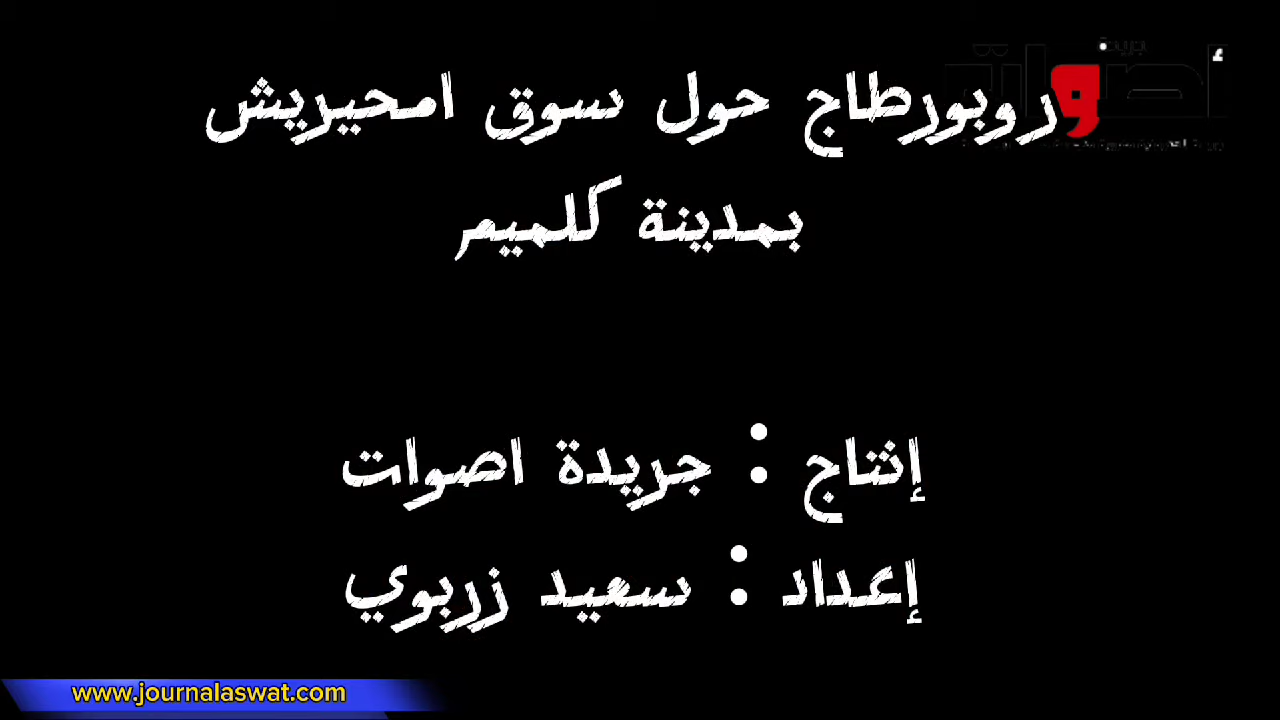 روبورطاج حول سوق امحيريش
بمدينة كلميم
إنتاج : جريدة اصوات
إعداد : سعيد زربوي
www.journalaswat.com